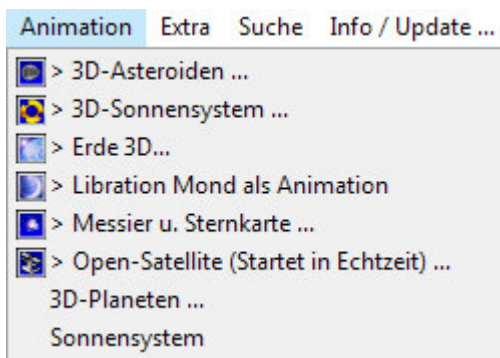 Animation Extra Suche Info / Update ...
> 3D-Asteroiden ...
> 3D-Sonnensystem ...
> Erde 3D...
> Libration Mond als Animation
> Messier u. Sternkarte ...
> Open-Satellite (Startet in Echtzeit) ...
3D-Planeten ...
Sonnensystem